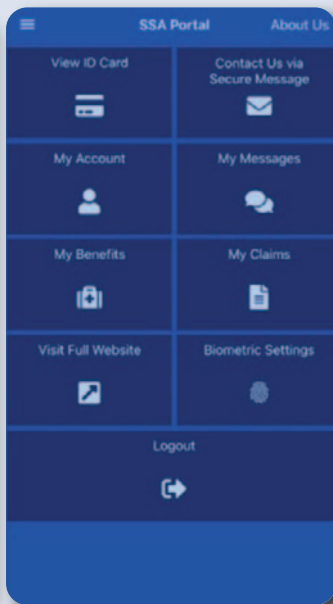 SSA Portal
About Us
View ID Card
Contact Us via
Secure Message
My Account
My Messages
My Benefits
My Claims
Visit Full Website
Biometric Settings
Logout